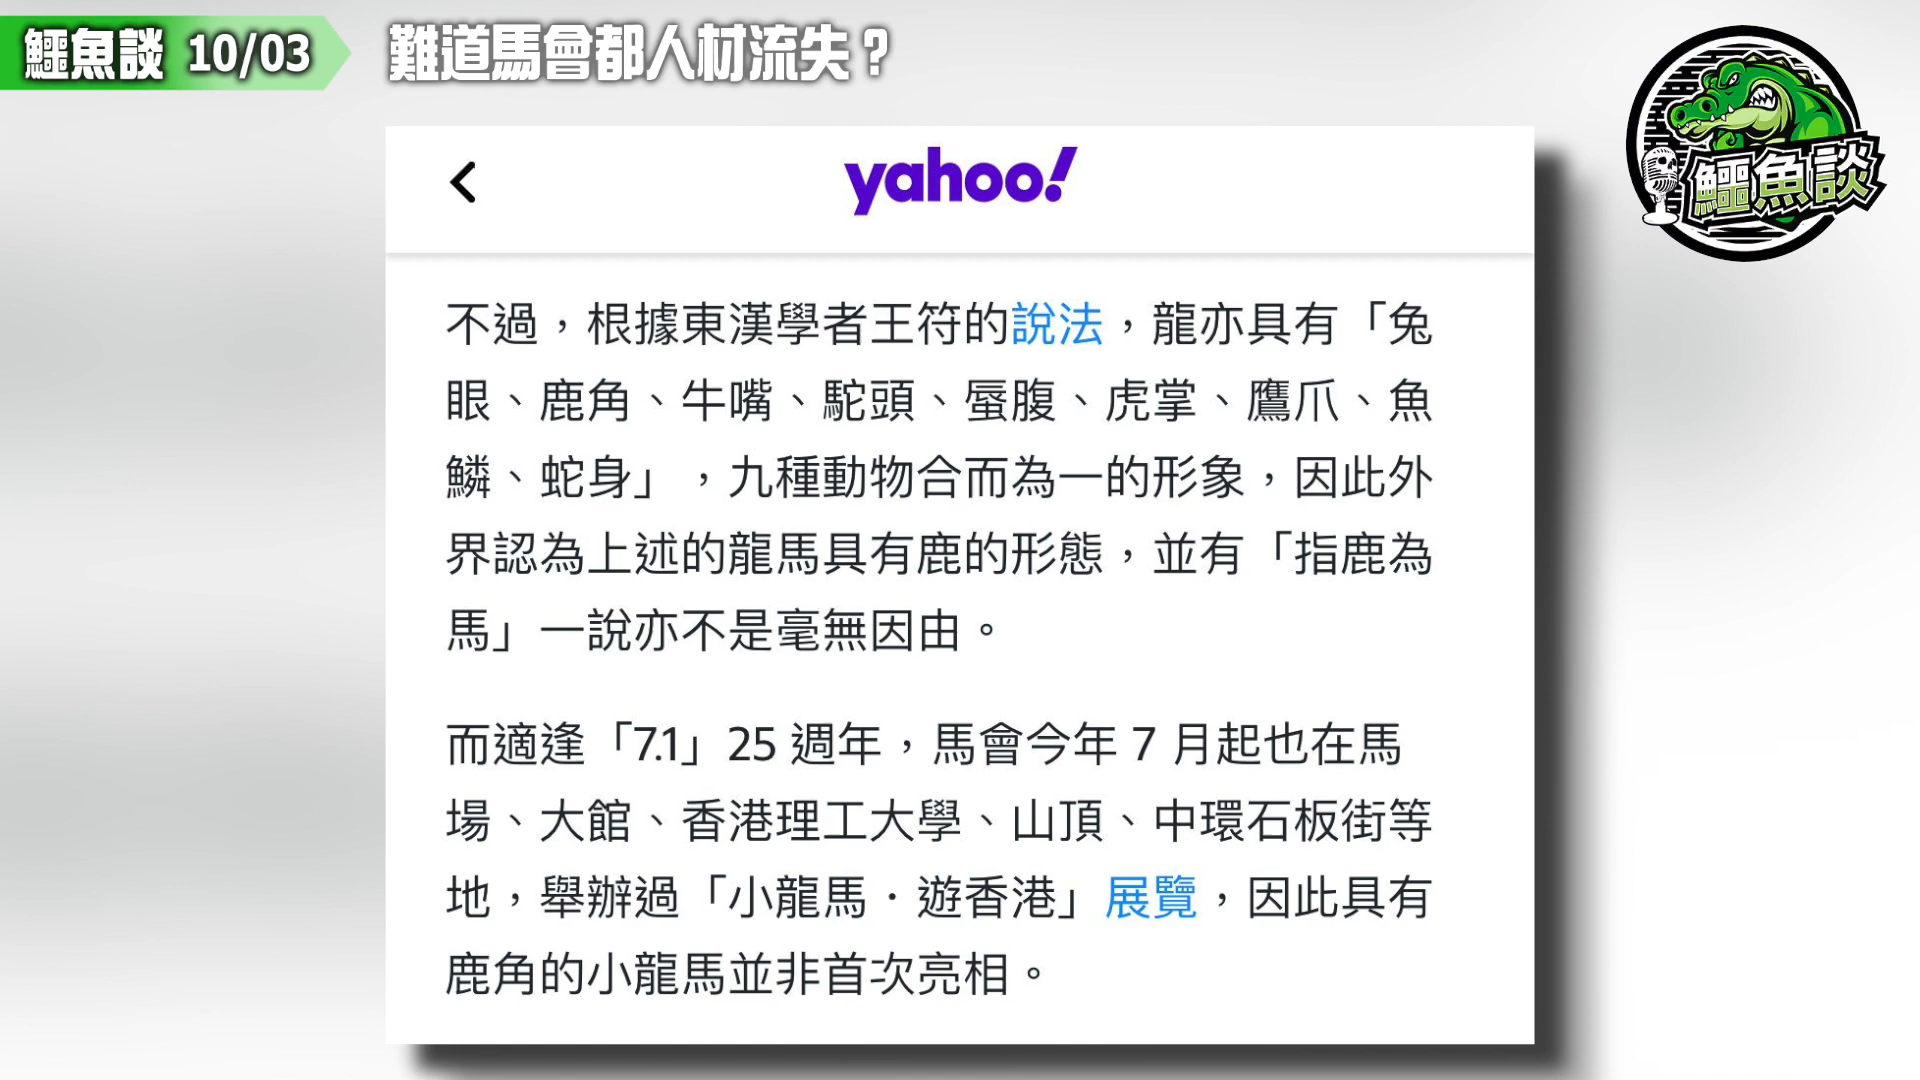 鱷魚談 10/03
難道馬會都人材流失？
鱷魚談
yahoo!
不過，根據東漢學者王符的說法，龍亦具有「兔
眼、鹿角、牛嘴、駝頭、蜃腹、虎掌、鷹爪、魚
鱗、蛇身」，九種動物合而為一的形象，因此外
界認為上述的龍馬具有鹿的形態，並有「指鹿為
馬」一說亦不是毫無因由。
而適逢「7.1」25 週年，馬會今年 7 月起也在馬
場、大館、香港理工大學、山頂、中環石板街等
地，舉辦過「小龍馬．遊香港」展覽，因此具有
鹿角的小龍馬並非首次亮相。